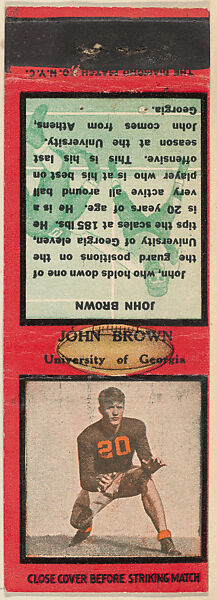 JOHN BROWN
University of Georgia
20
CLOSE COVER BEFORE STRIKING MATCH
JOHN BROWN
John, who holds down one of
the guard positions on the
University of Georgia, eleven,
tips the scales at 185 lbs. He
is 20 years of age. He is a
very active all around ball
player who is at his best on
offensive. This is his last
season at the University.
John comes from Athens,
Georgia.
THE DIAMOND MATCH CO. N.Y.C.